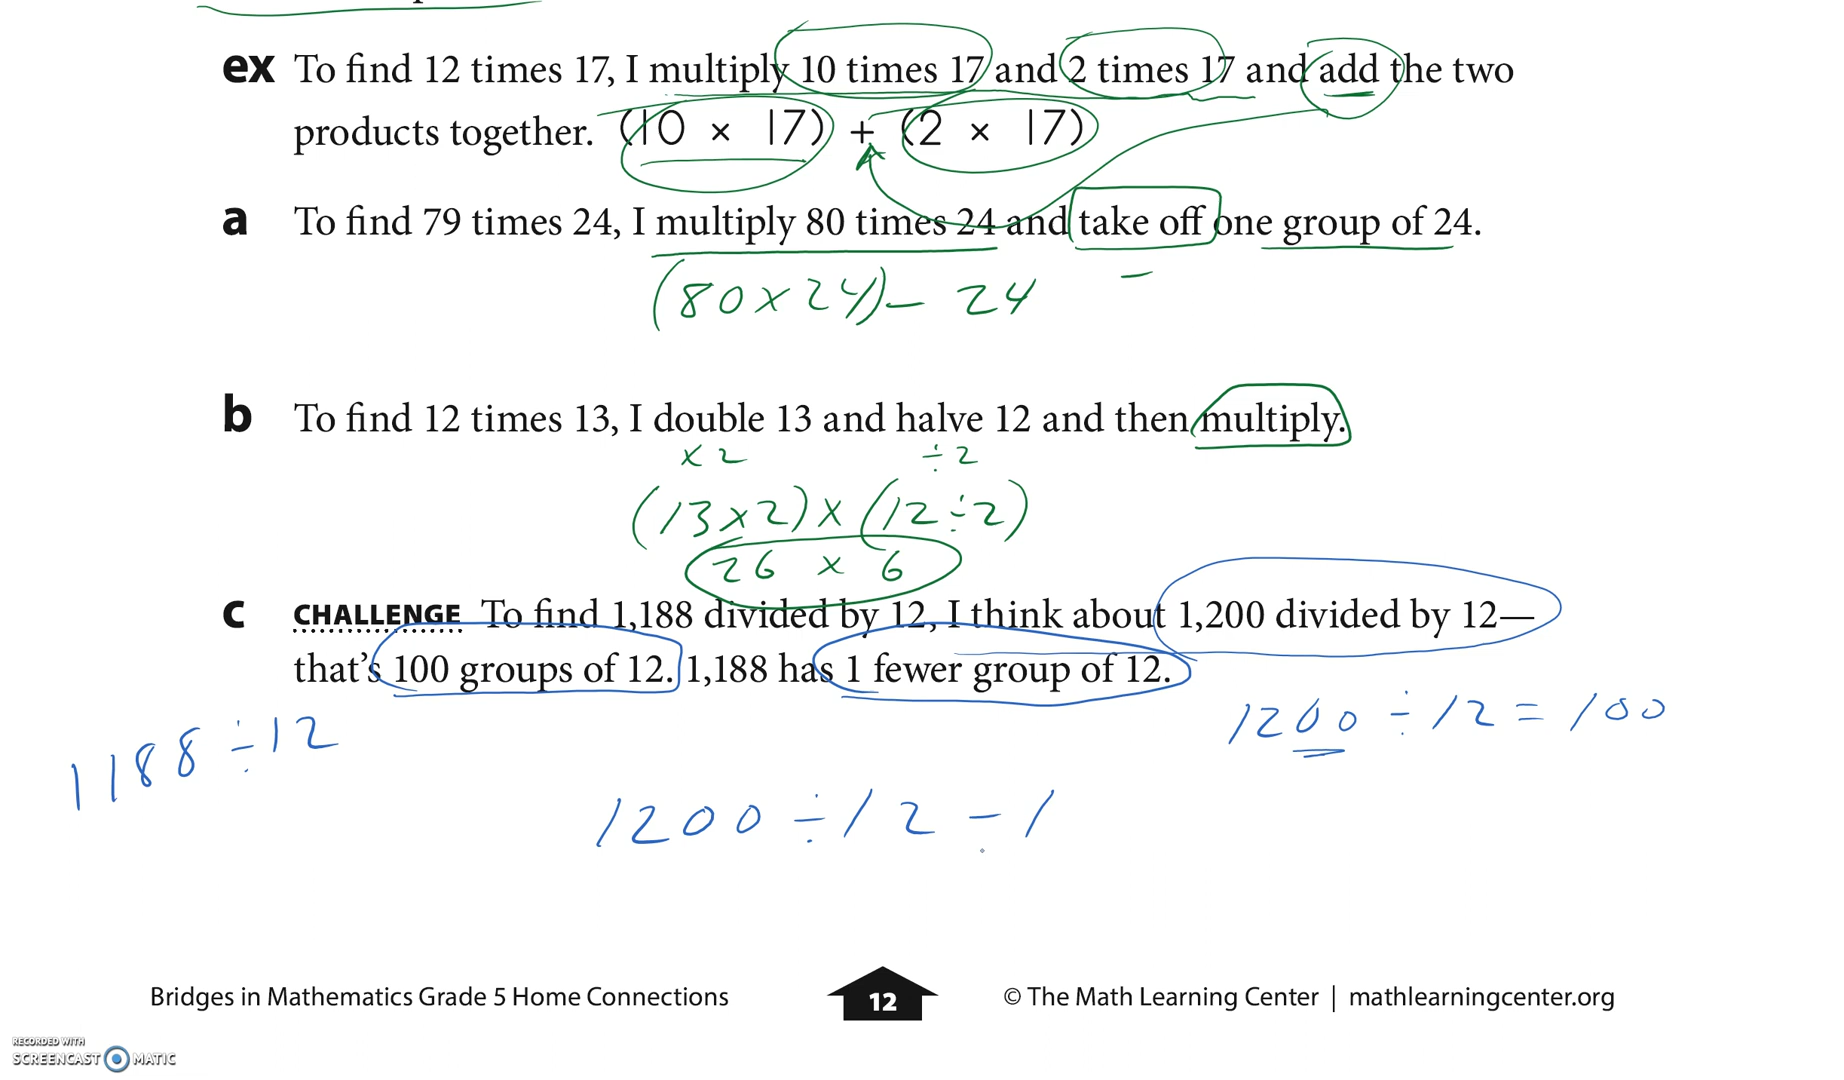 ex To find 12 times 17, I multiply 10 times 17 and 2 times 17 and add the two
products together. (10 × 17) + (2 × 17)
a To find 79 times 24, I multiply 80 times 24 and take off one group of 24.
(80 x 24) - 24 -
b To find 12 times 13, I double 13 and halve 12 and then multiply.
x 2 ÷ 2
(13 x 2) x (12 ÷ 2)
26 x 6
c CHALLENGE To find 1,188 divided by 12, I think about 1,200 divided by 12—
that's 100 groups of 12. 1,188 has 1 fewer group of 12.
1188 ÷ 12
1200 ÷ 12 = 100
1200 ÷ 12 - 1
Bridges in Mathematics Grade 5 Home Connections 12 © The Math Learning Center | mathlearningcenter.org
RECORDED WITH
SCREENCAST MATIC